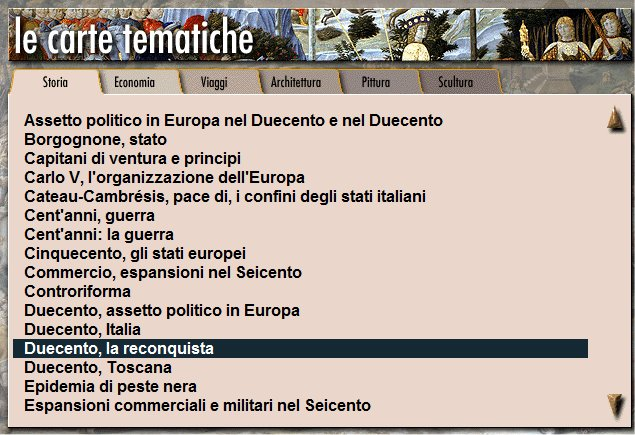 le carte tematiche
Storia Economia Viaggi Architettura Pittura Scultura
Assetto politico in Europa nel Duecento e nel Duecento
Borgognone, stato
Capitani di ventura e principi
Carlo V, l'organizzazione dell'Europa
Cateau-Cambrésis, pace di, i confini degli stati italiani
Cent'anni, guerra
Cent'anni: la guerra
Cinquecento, gli stati europei
Commercio, espansioni nel Seicento
Controriforma
Duecento, assetto politico in Europa
Duecento, Italia
Duecento, la reconquista
Duecento, Toscana
Epidemia di peste nera
Espansioni commerciali e militari nel Seicento